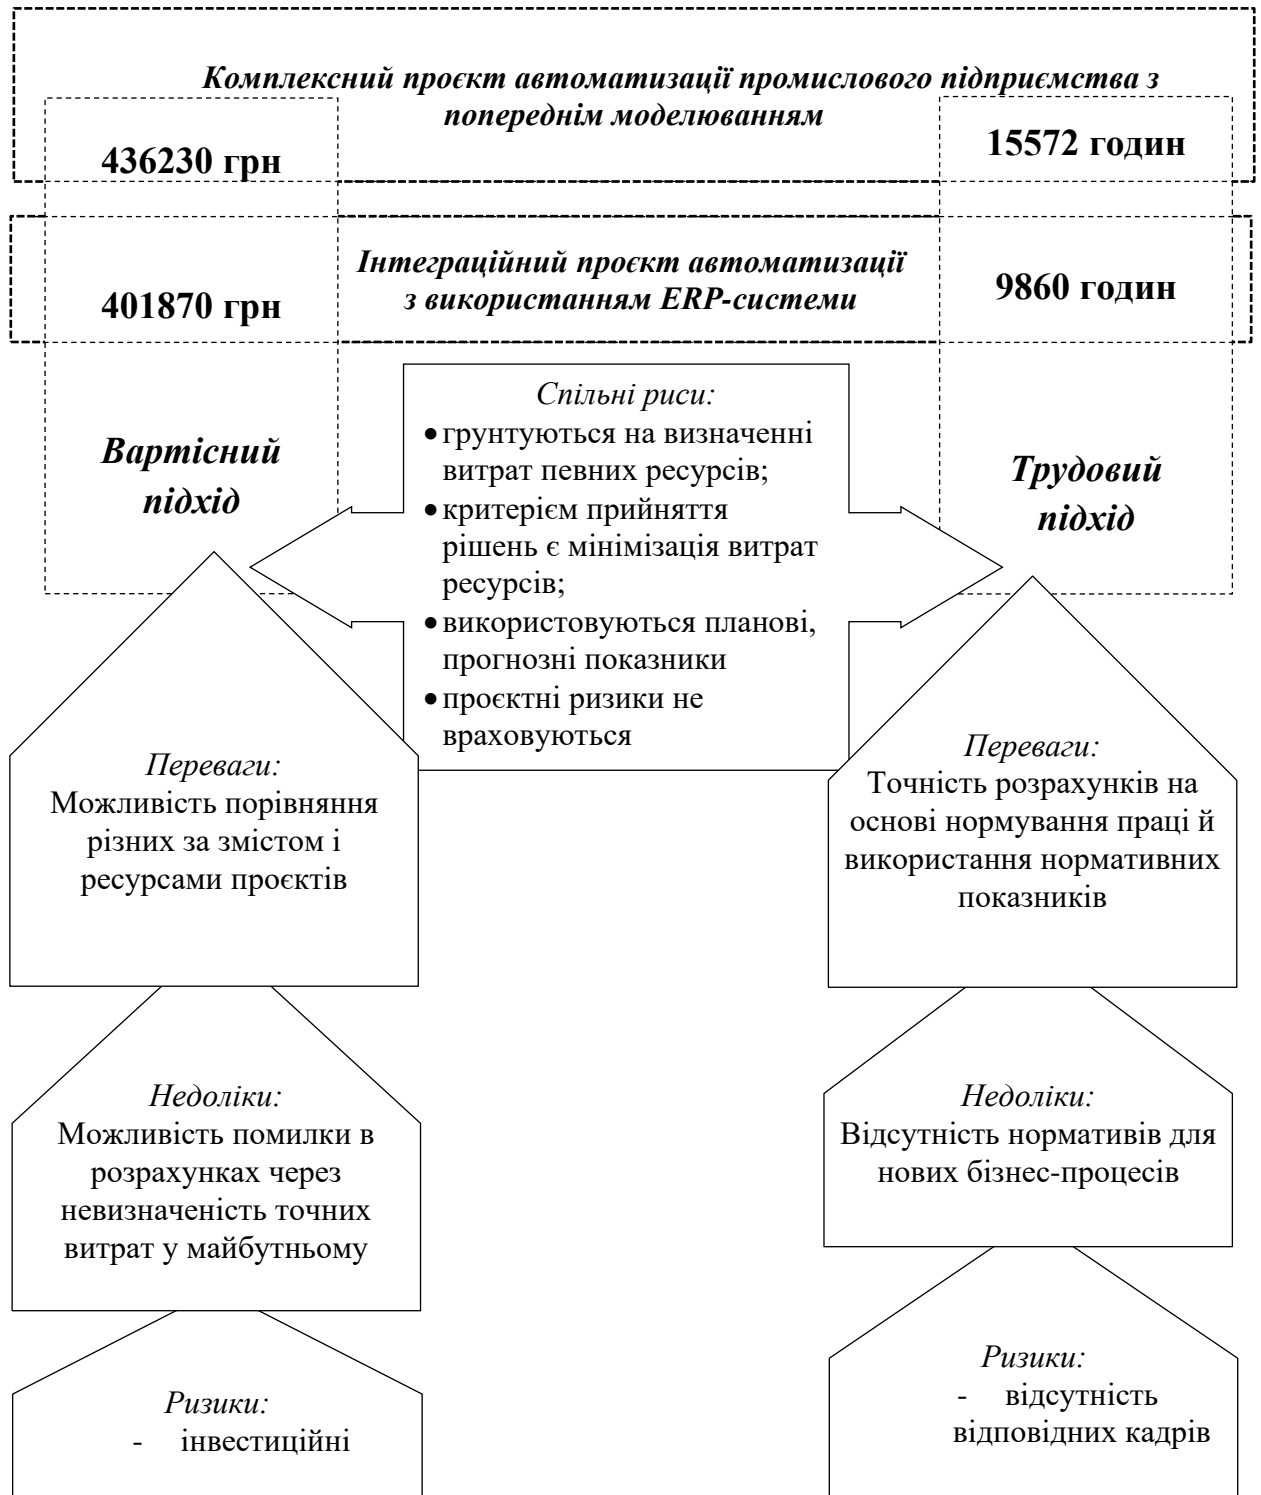 Комплексний проєкт автоматизації промислового підприємства з
попереднім моделюванням
436230 грн
15572 годин
Інтеграційний проєкт автоматизації
з використанням ERP-системи
401870 грн
9860 годин
Вартісний
підхід
Спільні риси:
• грунтуються на визначенні
витрат певних ресурсів;
• критерієм прийняття
рішень є мінімізація витрат
ресурсів;
• використовуються планові,
прогнозні показники
• проєктні ризики не
враховуються
Трудовий
підхід
Переваги:
Можливість порівняння
різних за змістом і
ресурсами проєктів
Переваги:
Точність розрахунків на
основі нормування праці й
використання нормативних
показників
Недоліки:
Можливість помилки в
розрахунках через
невизначеність точних
витрат у майбутньому
Недоліки:
Відсутність нормативів для
нових бізнес-процесів
Ризики:
- інвестиційні
Ризики:
- відсутність
відповідних кадрів